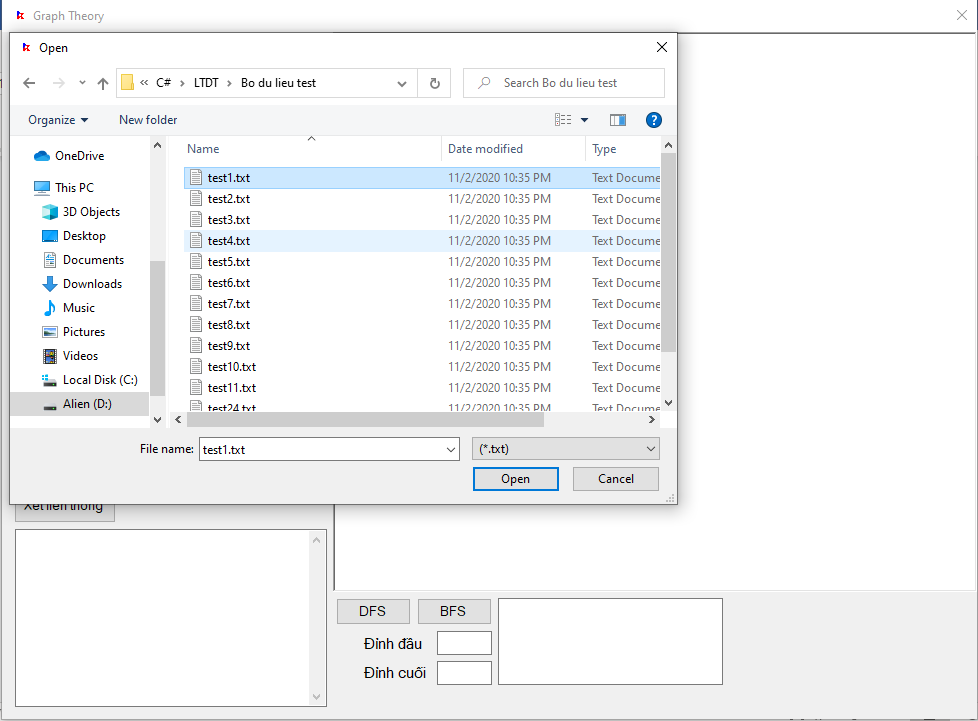 Graph Theory
Open
« C# › LTDT › Bo du lieu test
Search Bo du lieu test
Organize
New folder
?
OneDrive
This PC
3D Objects
Desktop
Documents
Downloads
Music
Pictures
Videos
Local Disk (C:)
Alien (D:)
Name Date modified Type
test1.txt 11/2/2020 10:35 PM Text Docume
test2.txt 11/2/2020 10:35 PM Text Docume
test3.txt 11/2/2020 10:35 PM Text Docume
test4.txt 11/2/2020 10:35 PM Text Docume
test5.txt 11/2/2020 10:35 PM Text Docume
test6.txt 11/2/2020 10:35 PM Text Docume
test7.txt 11/2/2020 10:35 PM Text Docume
test8.txt 11/2/2020 10:35 PM Text Docume
test9.txt 11/2/2020 10:35 PM Text Docume
test10.txt 11/2/2020 10:35 PM Text Docume
test11.txt 11/2/2020 10:35 PM Text Docume
test24.txt 11/2/2020 10:35 PM Text Docume
File name: test1.txt (*.txt)
Open Cancel
Xét liên thông
DFS BFS
Đỉnh đầu
Đỉnh cuối